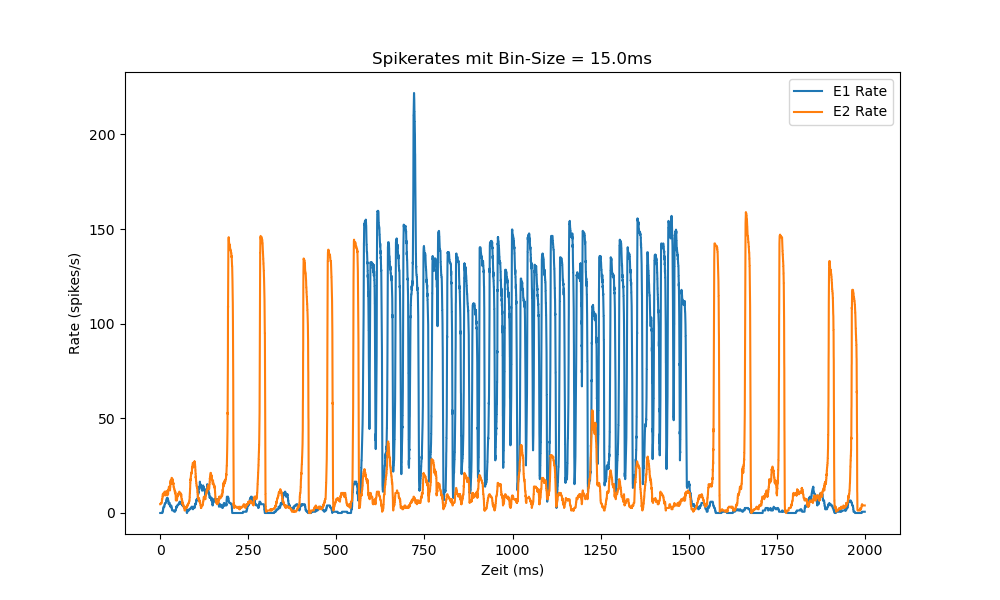 Spikerates mit Bin-Size = 15.0ms
E1 Rate
E2 Rate
Rate (spikes/s)
200
150
100
50
0
0 250 500 750 1000 1250 1500 1750 2000
Zeit (ms)